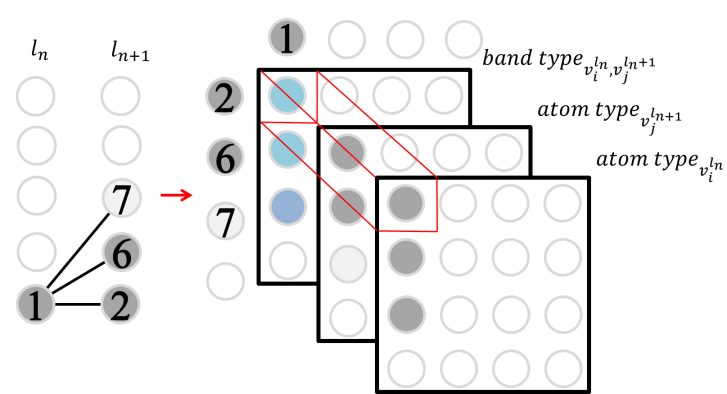 l_n l_{n+1}
1
band type_{v_i^{l_n}, v_j^{l_{n+1}}}
2
atom type_{v_j^{l_{n+1}}}
6
atom type_{v_i^{l_n}}
7
7
6
1 2